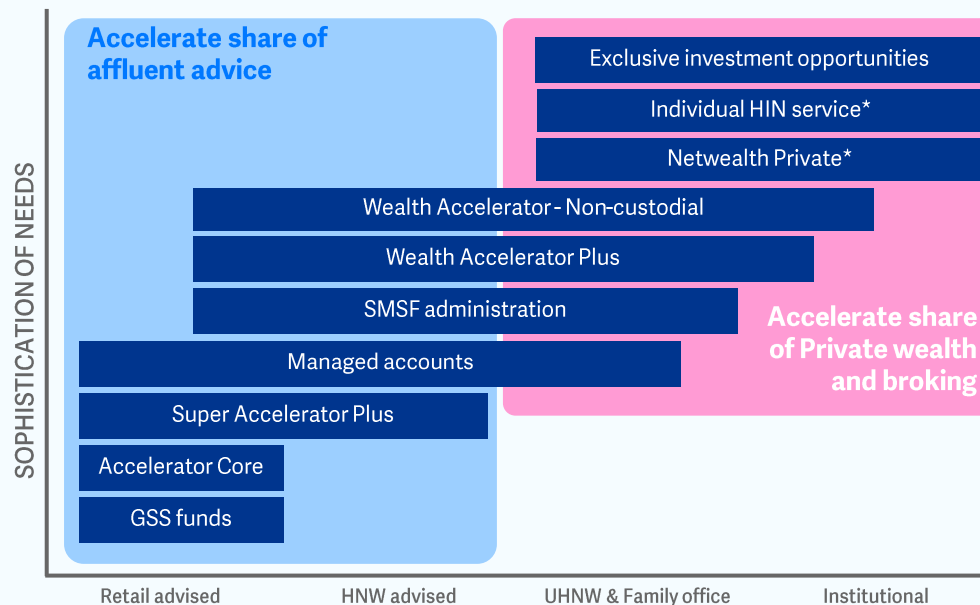 Accelerate share of
affluent advice
Exclusive investment opportunities
Individual HIN service*
Netwealth Private*
Wealth Accelerator - Non-custodial
Wealth Accelerator Plus
SMSF administration
Accelerate share
of Private wealth
and broking
Managed accounts
Super Accelerator Plus
Accelerator Core
GSS funds
SOPHISTICATION OF NEEDS
Retail advised
HNW advised
UHNW & Family office
Institutional